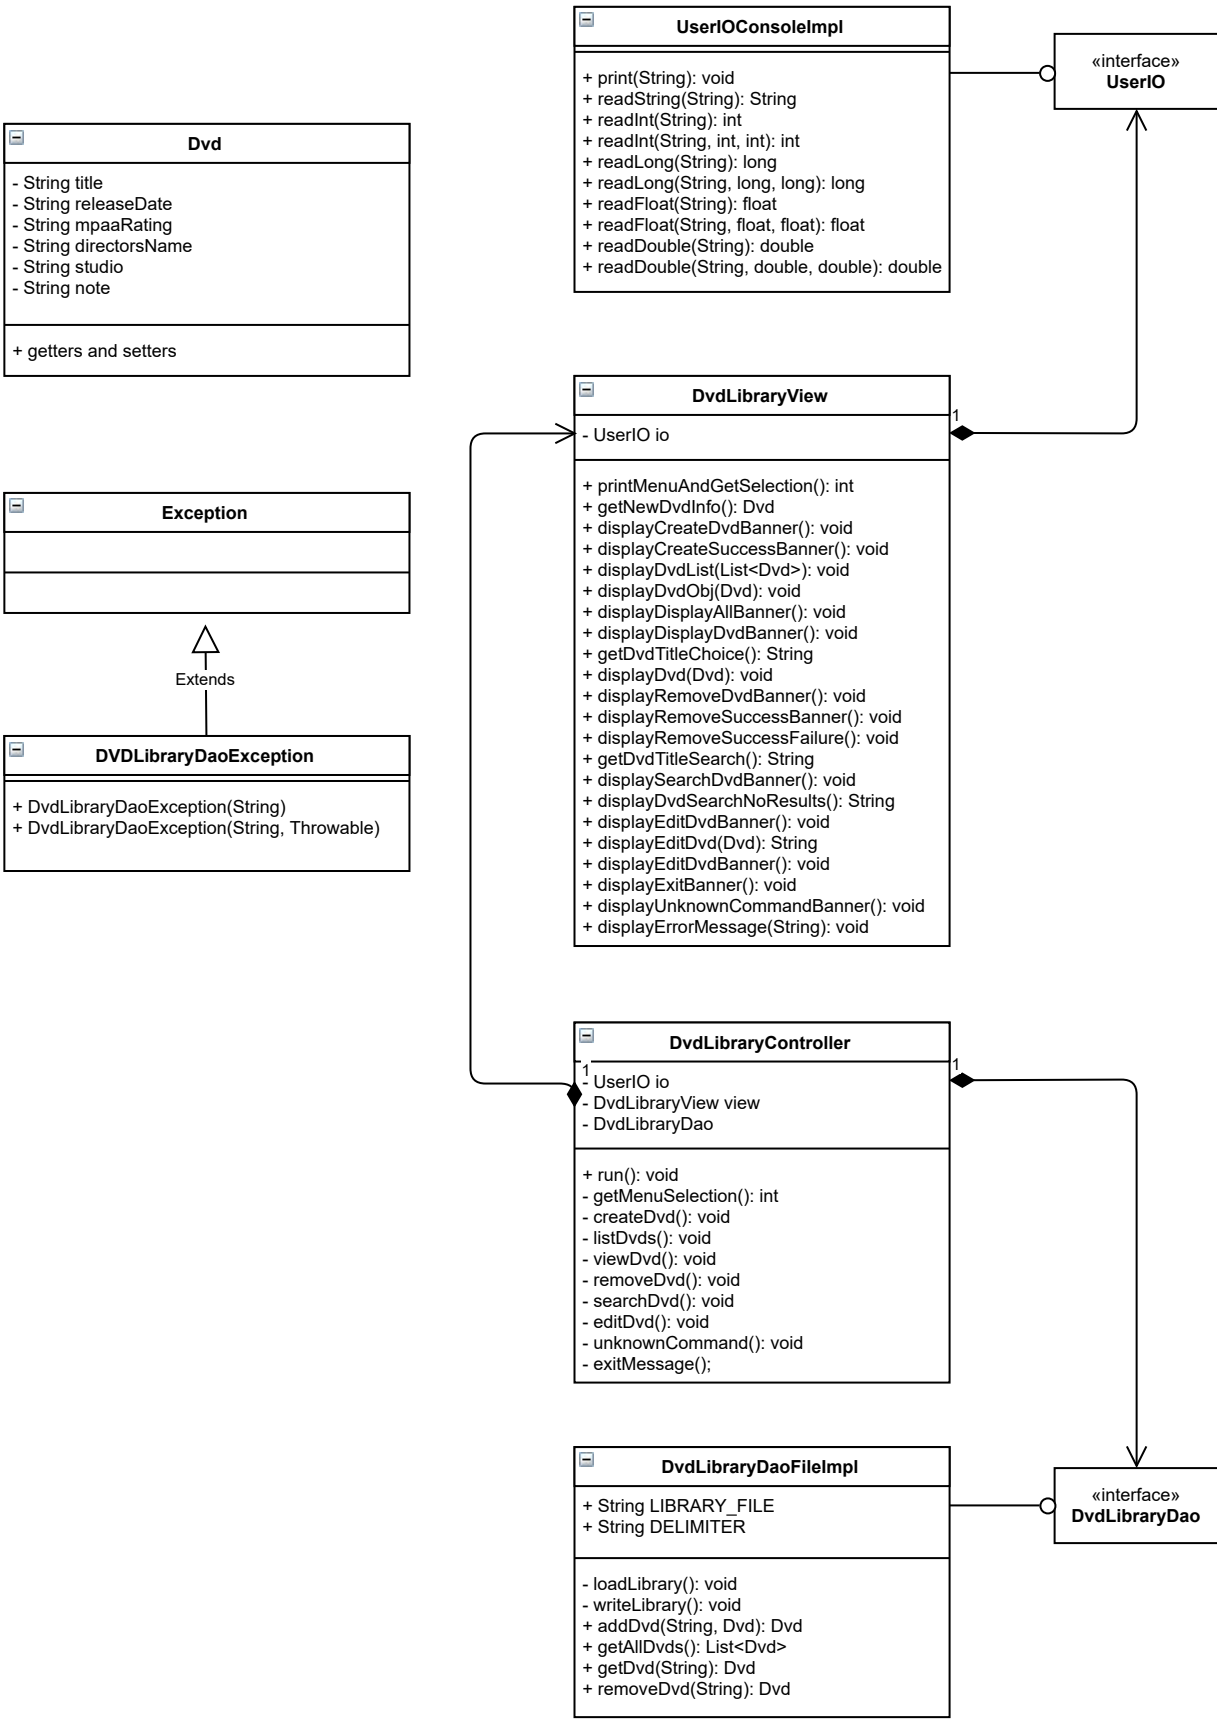 UserIOConsoleImpl
+ print(String): void
+ readString(String): String
+ readInt(String): int
+ readInt(String, int, int): int
+ readLong(String): long
+ readLong(String, long, long): long
+ readFloat(String): float
+ readFloat(String, float, float): float
+ readDouble(String): double
+ readDouble(String, double, double): double
«interface»
UserIO
Dvd
- String title
- String releaseDate
- String mpaaRating
- String directorsName
- String studio
- String note
+ getters and setters
DvdLibraryView
1
- UserIO io
+ printMenuAndGetSelection(): int
+ getNewDvdInfo(): Dvd
+ displayCreateDvdBanner(): void
+ displayCreateSuccessBanner(): void
+ displayDvdList(List<Dvd>): void
+ displayDvdObj(Dvd): void
+ displayDisplayAllBanner(): void
+ displayDisplayDvdBanner(): void
+ getDvdTitleChoice(): String
+ displayDvd(Dvd): void
+ displayRemoveDvdBanner(): void
+ displayRemoveSuccessBanner(): void
+ displayRemoveSuccessFailure(): void
+ getDvdTitleSearch(): String
+ displaySearchDvdBanner(): void
+ displayDvdSearchNoResults(): String
+ displayEditDvdBanner(): void
+ displayEditDvd(Dvd): String
+ displayEditDvdBanner(): void
+ displayExitBanner(): void
+ displayUnknownCommandBanner(): void
+ displayErrorMessage(String): void
Exception
Extends
DVDLibraryDaoException
+ DvdLibraryDaoException(String)
+ DvdLibraryDaoException(String, Throwable)
DvdLibraryController
1
1
- UserIO io
- DvdLibraryView view
- DvdLibraryDao
+ run(): void
- getMenuSelection(): int
- createDvd(): void
- listDvds(): void
- viewDvd(): void
- removeDvd(): void
- searchDvd(): void
- editDvd(): void
- unknownCommand(): void
- exitMessage();
DvdLibraryDaoFileImpl
+ String LIBRARY_FILE
+ String DELIMITER
- loadLibrary(): void
- writeLibrary(): void
+ addDvd(String, Dvd): Dvd
+ getAllDvds(): List<Dvd>
+ getDvd(String): Dvd
+ removeDvd(String): Dvd
«interface»
DvdLibraryDao